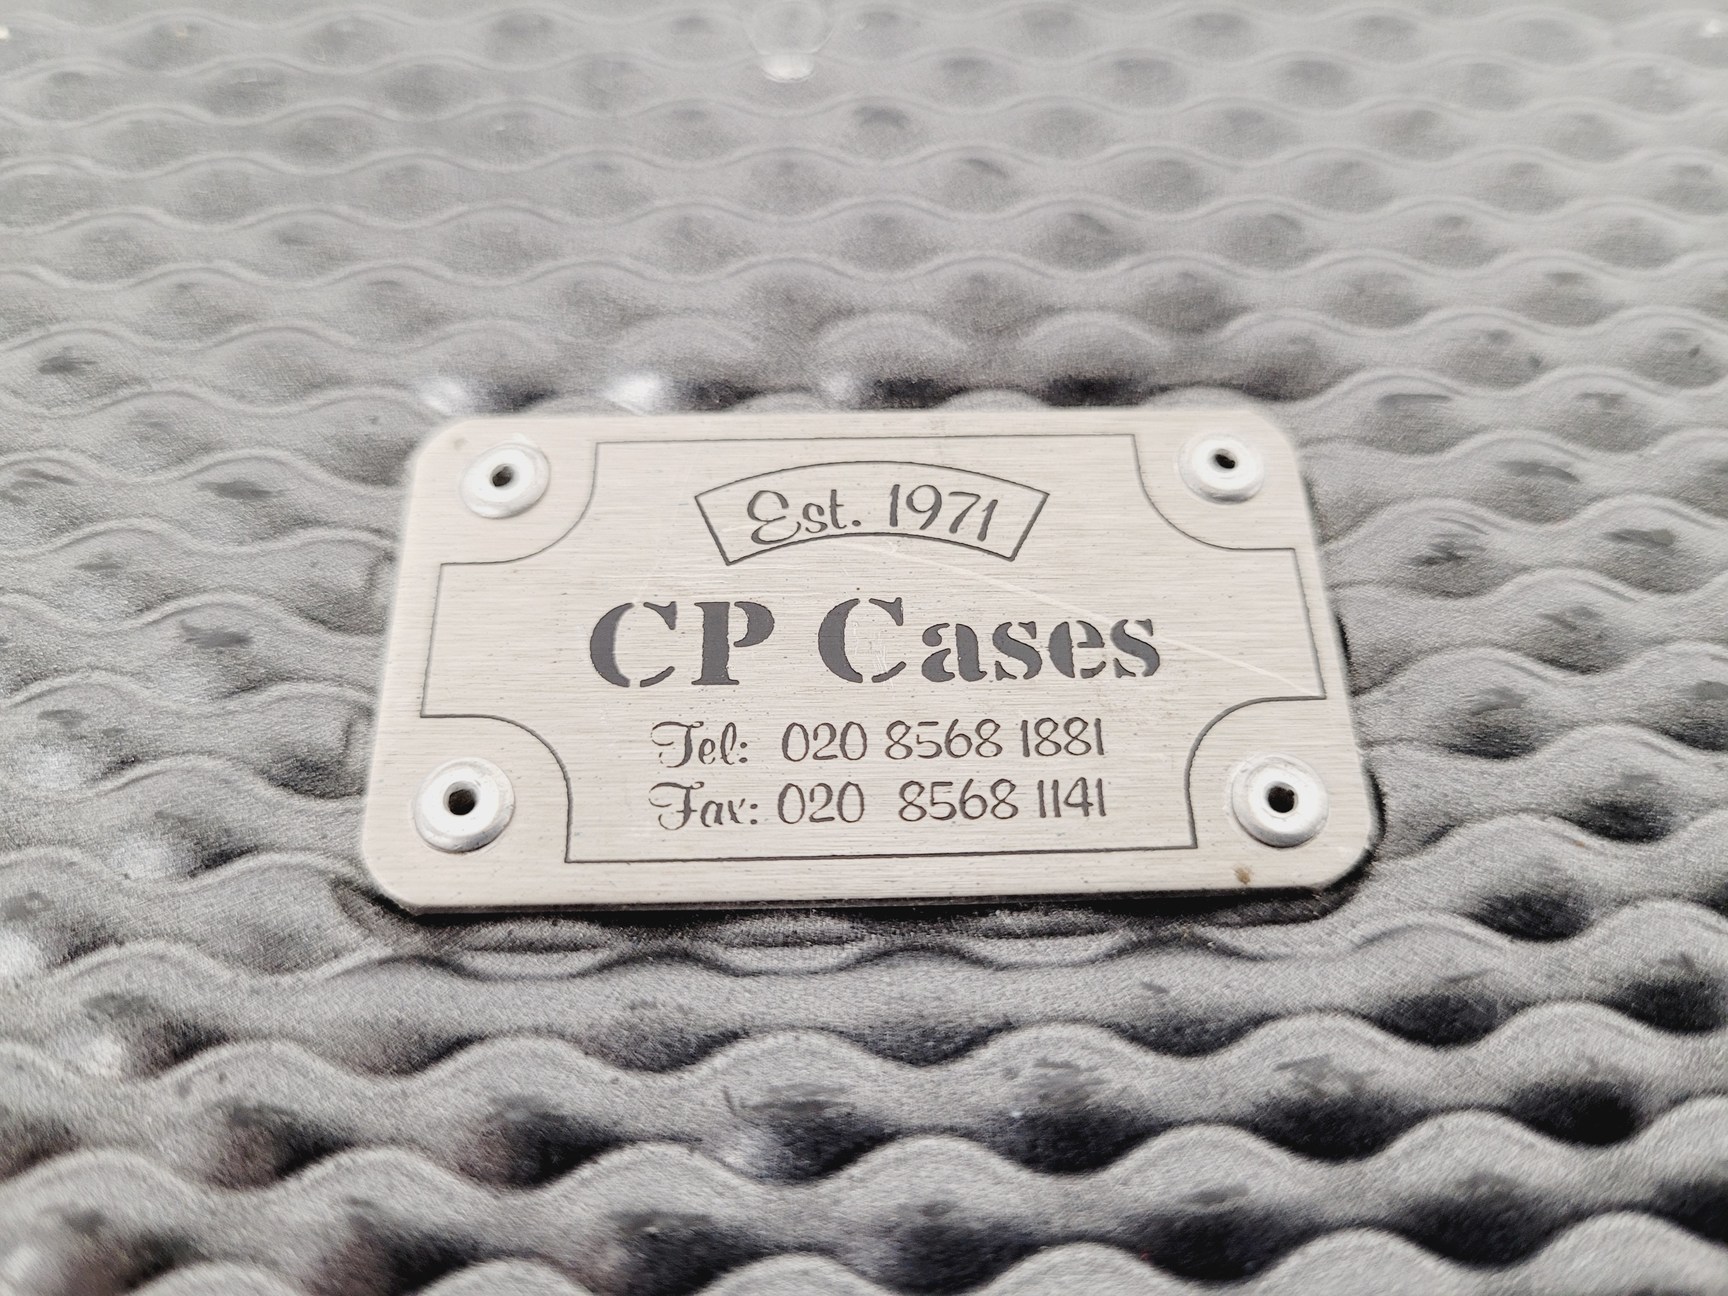 Est. 1971
CP Cases
Tel: 020 8568 1881
Fax: 020 8568 1141